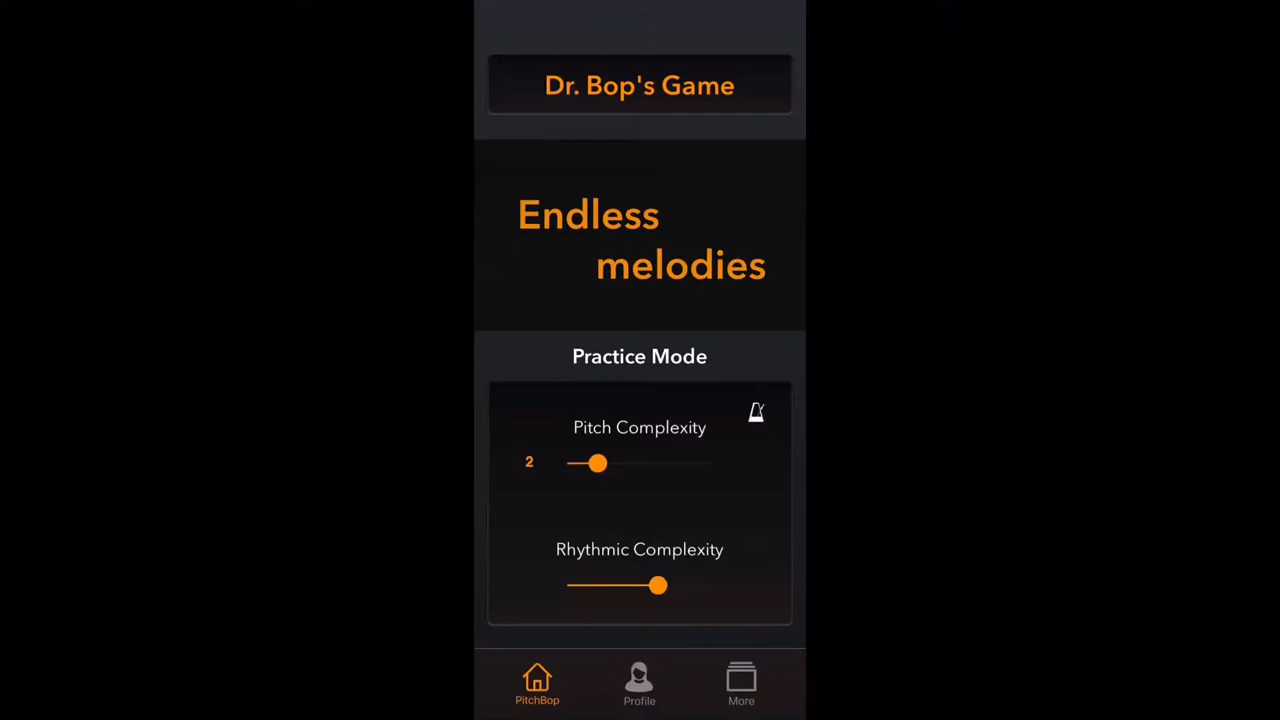 Dr. Bop's Game
Endless
melodies
Practice Mode
Pitch Complexity
2
Rhythmic Complexity
PitchBop
Profile
More